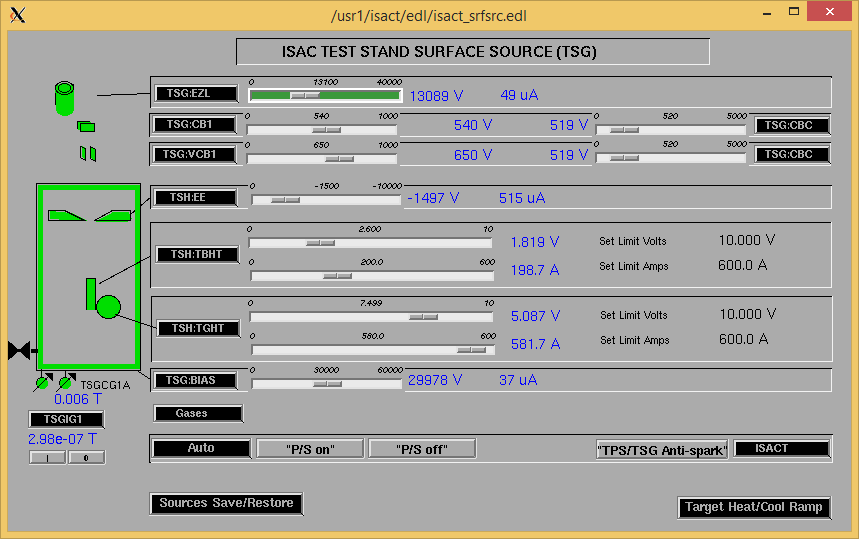 /usr1/isact/edl/isact_srfsrc.edl
ISAC TEST STAND SURFACE SOURCE (TSG)
TSG:EZL 0 13100 40000 13089 V 49 uA
TSG:CB1 0 540 1000 540 V 519 V 0 520 5000 TSG:CBC
TSG:VCB1 0 650 1000 650 V 519 V 0 520 5000 TSG:CBC
TSH:EE 0 -1500 -10000 -1497 V 515 uA
TSH:TBHT
0 2.600 10 1.819 V Set Limit Volts 10.000 V
0 200.0 600 198.7 A Set Limit Amps 600.0 A
TSH:TGHT
0 7.499 10 5.087 V Set Limit Volts 10.000 V
0 580.0 600 581.7 A Set Limit Amps 600.0 A
TSG:BIAS 0 30000 60000 29978 V 37 uA
TSGCG1A
0.006 T
TSGIG1
2.98e-07 T
I 0
Gases
Auto "P/S on" "P/S off" "TPS/TSG Anti-spark" ISACT
Sources Save/Restore
Target Heat/Cool Ramp